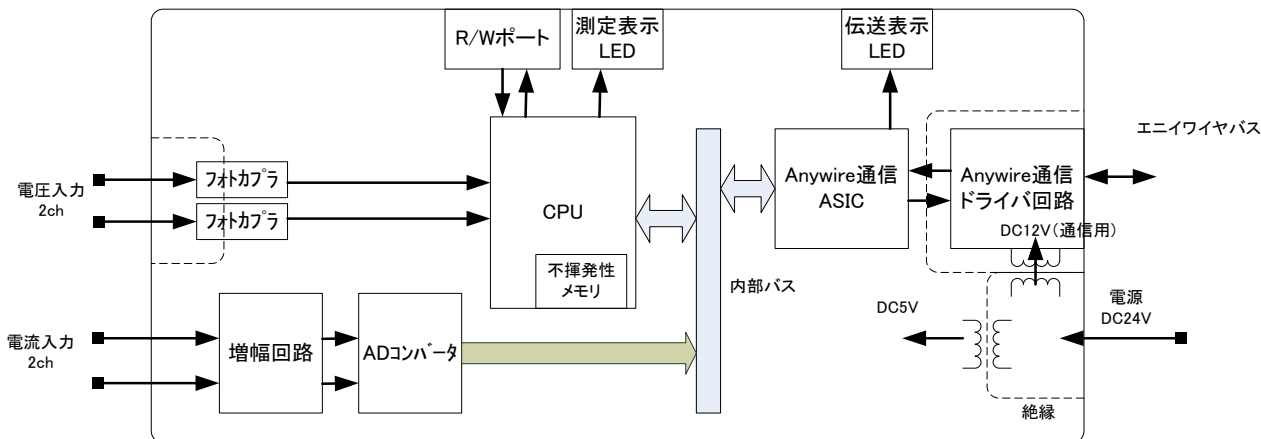 R/Wポート
測定表示
LED
伝送表示
LED
エニイワイヤバス
電圧入力
2ch
フォトカプラ
フォトカプラ
CPU
不揮発性
メモリ
Anywire通信
ASIC
Anywire通信
ドライバ回路
DC12V(通信用)
内部バス
DC5V
電源
DC24V
電流入力
2ch
増幅回路
ADコンバータ
絶縁